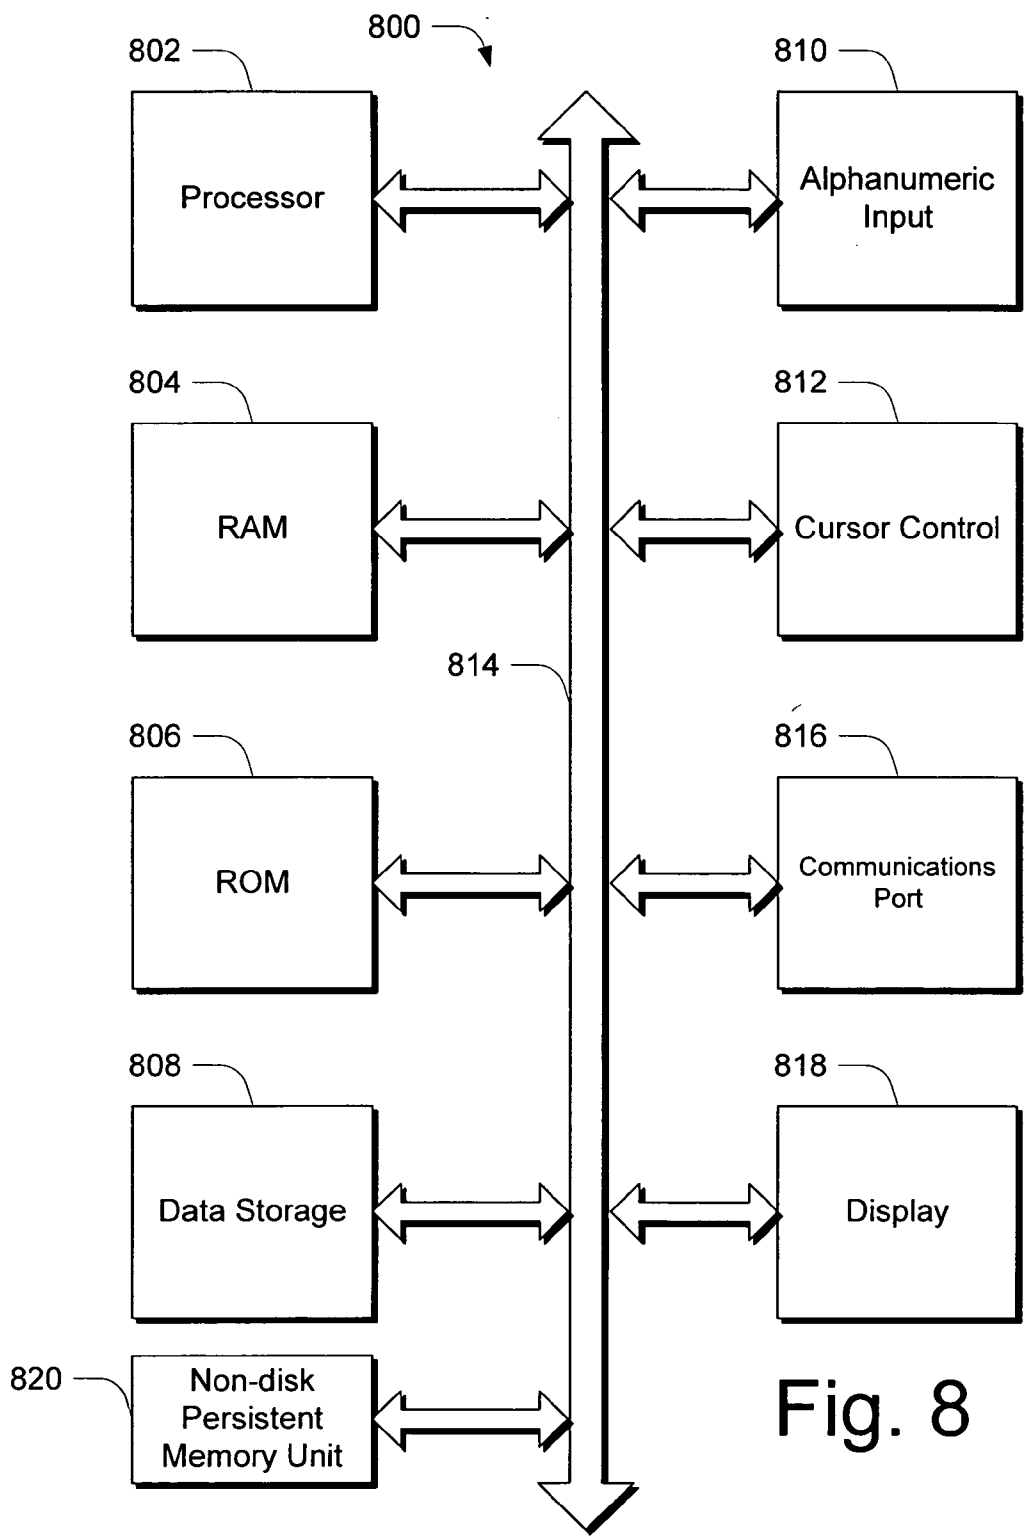 800
802
810
Processor
Alphanumeric
Input
804
812
RAM
Cursor Control
814
806
816
ROM
Communications
Port
808
818
Data Storage
Display
820
Non-disk
Persistent
Memory Unit
Fig. 8